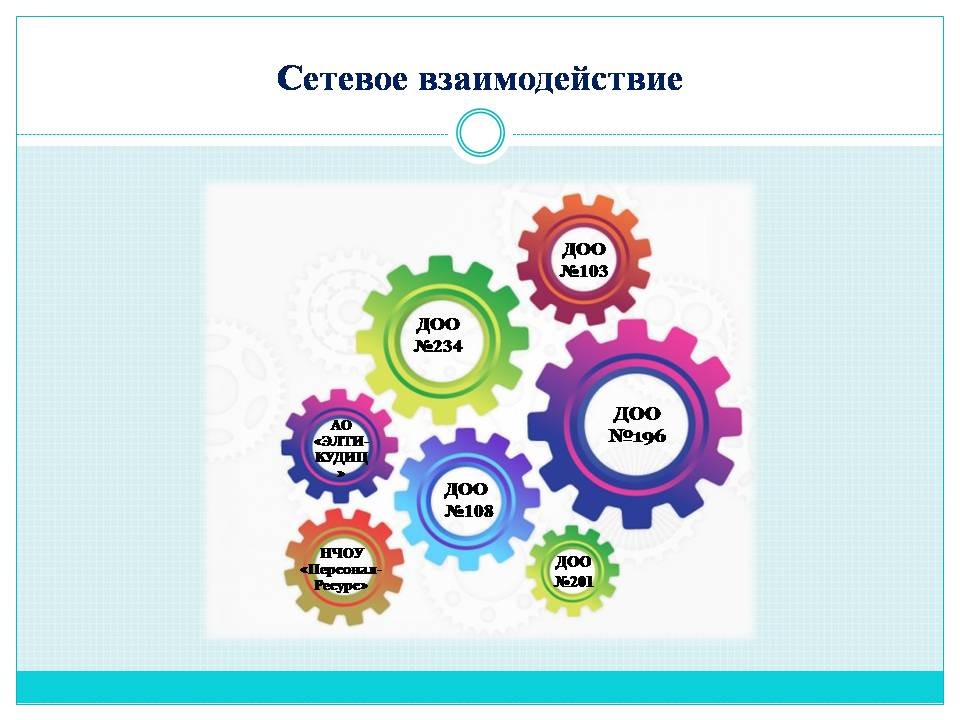 Сетевое взаимодействие
ДОО
№103
ДОО
№234
ДОО
№196
АО
«ЭЛТИ-
КУДИЦ
»
ДОО
№108
НЧОУ
«Персонал-
Ресурс»
ДОО
№201